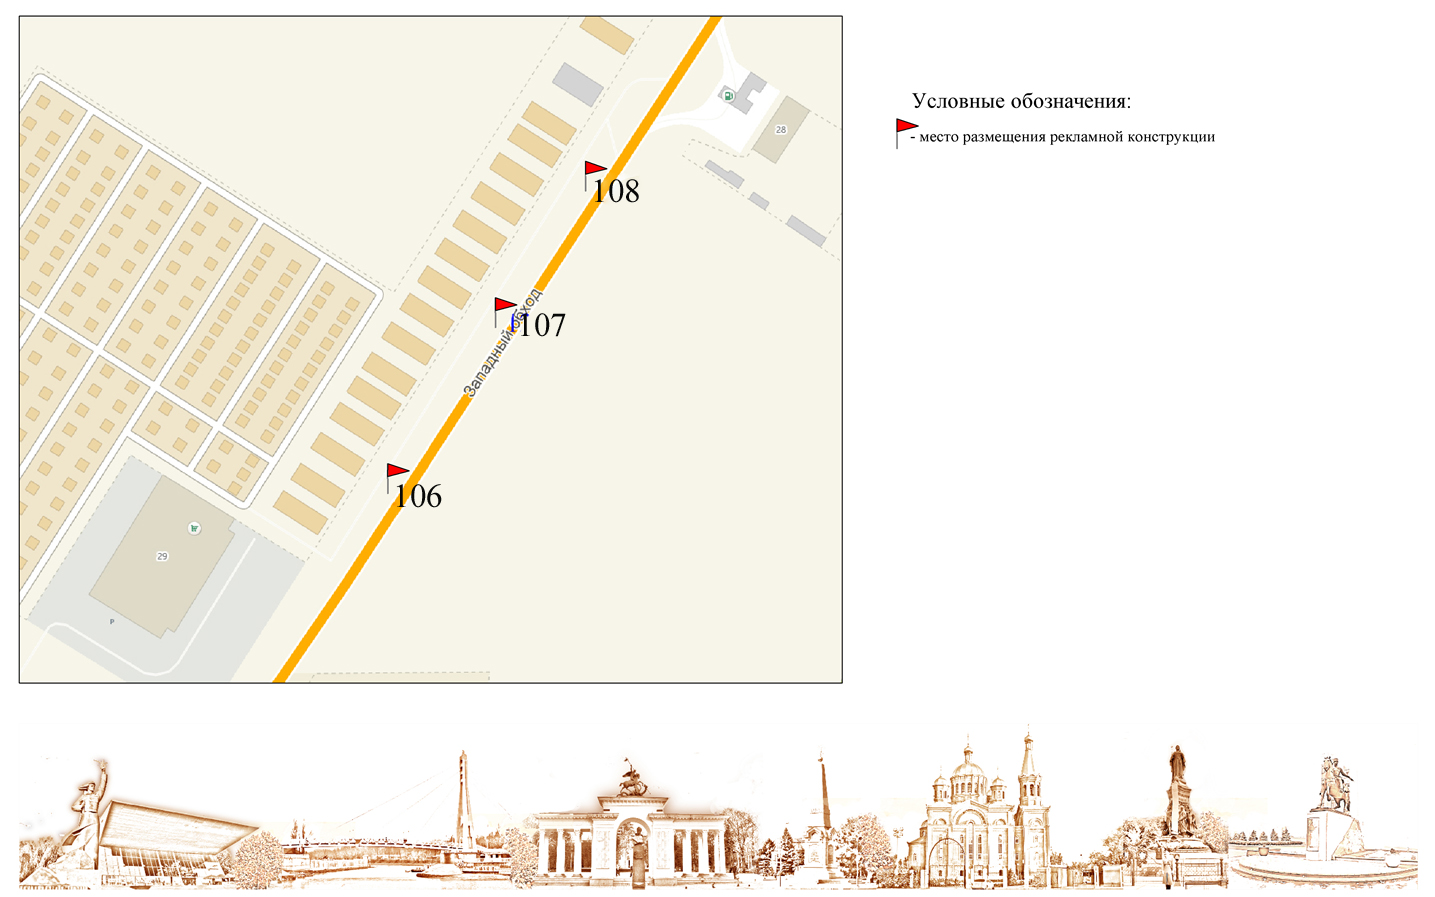 Условные обозначения:
- место размещения рекламной конструкции
28
108
107
Западный обход
106
29
P